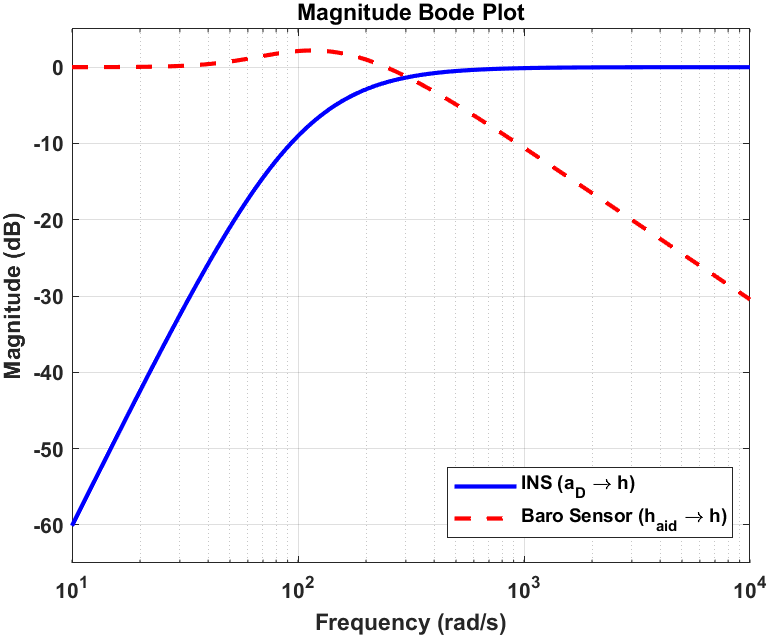 Magnitude Bode Plot
Magnitude (dB)
0
-10
-20
-30
-40
-50
-60
10^1
10^2
10^3
10^4
Frequency (rad/s)
INS (a_D → h)
Baro Sensor (h_aid → h)